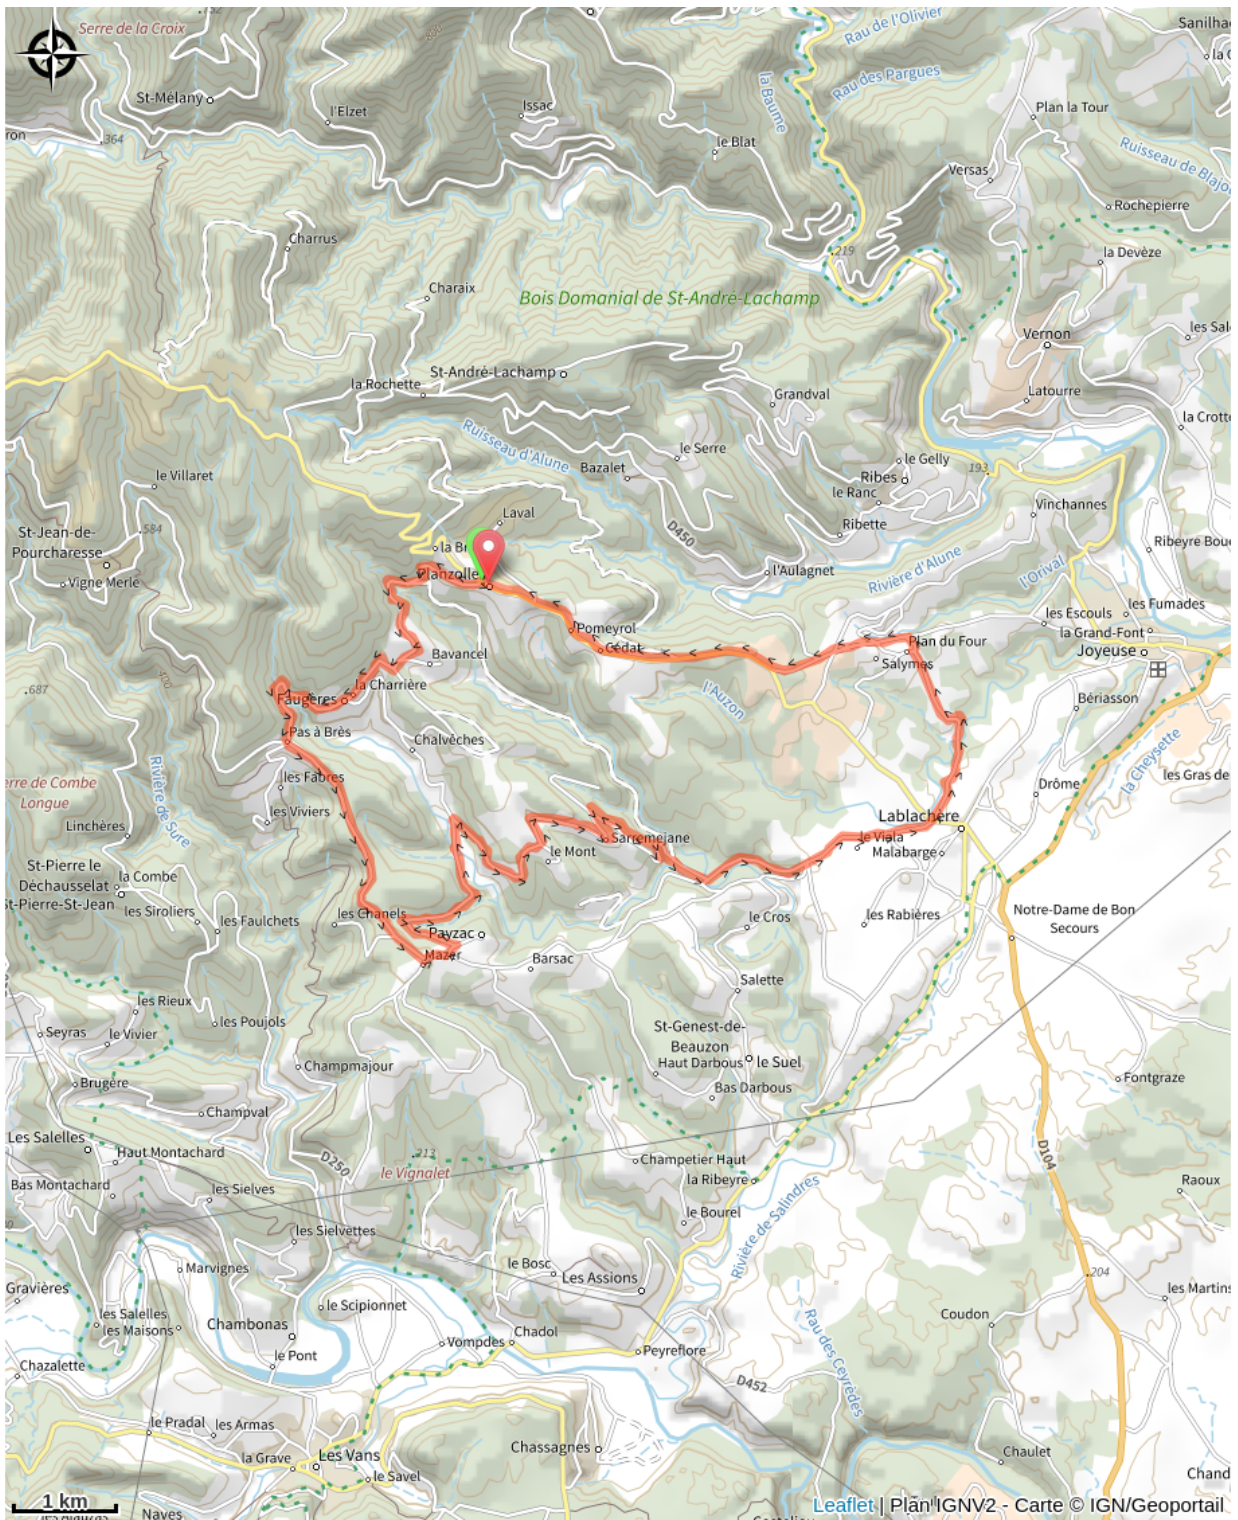 Serre de la Croix
Rau de l'Olivier
Sanilha
St-Mélany
la Baume
Rau des Pargues
l'Elzet
Issac
Plan la Tour
364
le Blat
Ruisseau de Blajo
Versas
Rochepierre
Charrus
219
la Devèze
Charaix
Bois Domanial de St-André-Lachamp
Vernon
les Sal
St-André-Lachamp
la Rochette
Grandval
Latourre
la Crotte
Ruisseau d'Alune
le Serre
Bazalet
le Gelly
193
le Villaret
Ribes
le Ranc
Laval
Vinchannes
584
St-Jean-de-
Pourcharesse
D450
Ribette
Ribeyre Bou
la B
Planzolle
l'Aulagnet
Rivière d'Alune
l'Orival
Vigne Merle
les Escouls
les Fumades
Pomeyrol
la Grand-Font
Cédat
Plan du Four
Joyeuse
Bavancel
Salymes
687
400
la Charrière
Faugères
l'Auzon
Bériasson
Pas à Brès
Chalvêches
la Cheysette
les Fabres
les Gras de
erre de Combe
Longue
Rivière de Sure
Drôme
les Viviers
Lablachère
Linchères
Sarremejane
le Viala
le Mont
Malabarge
St-Pierre le
Déchausselat
la Combe
St-Pierre-St-Jean
les Siroliers
les Faulchets
les Chanels
le Cros
les Rabières
Notre-Dame de Bon
Secours
Payzac
Mazer
Barsac
Salette
les Rieux
les Poujols
Seyras
le Vivier
St-Genest-de-
Beauzon
Haut Darbous
le Suel
Champmajour
Brugère
Bas Darbous
Fontgraze
Champval
Les Salelles
Haut Montachard
D250
213
le Vignalet
Champetier Haut
D104
Bas Montachard
les Sielves
la Ribeyre
Raoux
le Bourel
les Sielvettes
Rivière de Salindres
Marvignes
le Bosc
Les Assions
204
Gravières
le Scipionnet
les Martins
les Salelles
les Maisons
Chambonas
Coudon
Vompdes
Chadol
Rau des Ceyrèdes
Chazalette
le Pont
Peyreflore
D452
le Pradal
les Armas
Chassagnes
la Grave
Les Vans
Chaulet
le Savel
Chand
1 km
Naves
Leaflet | Plan IGNV2 - Carte © IGN/Geoportail